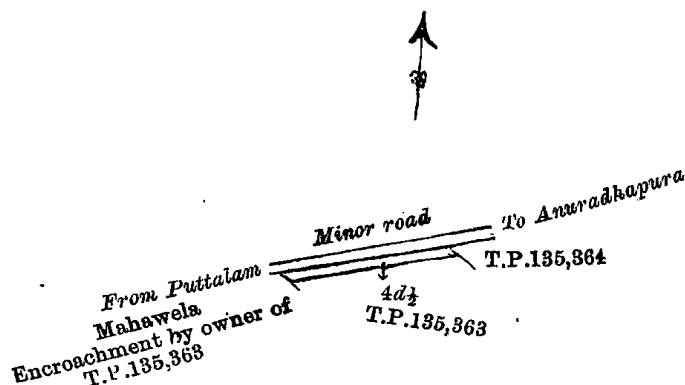 Minor road
To Anuradhapura
From Puttalam
T.P.135,364
Mahawela
4d½
Encroachment by owner of
T.P.135,363
T.P.135,363